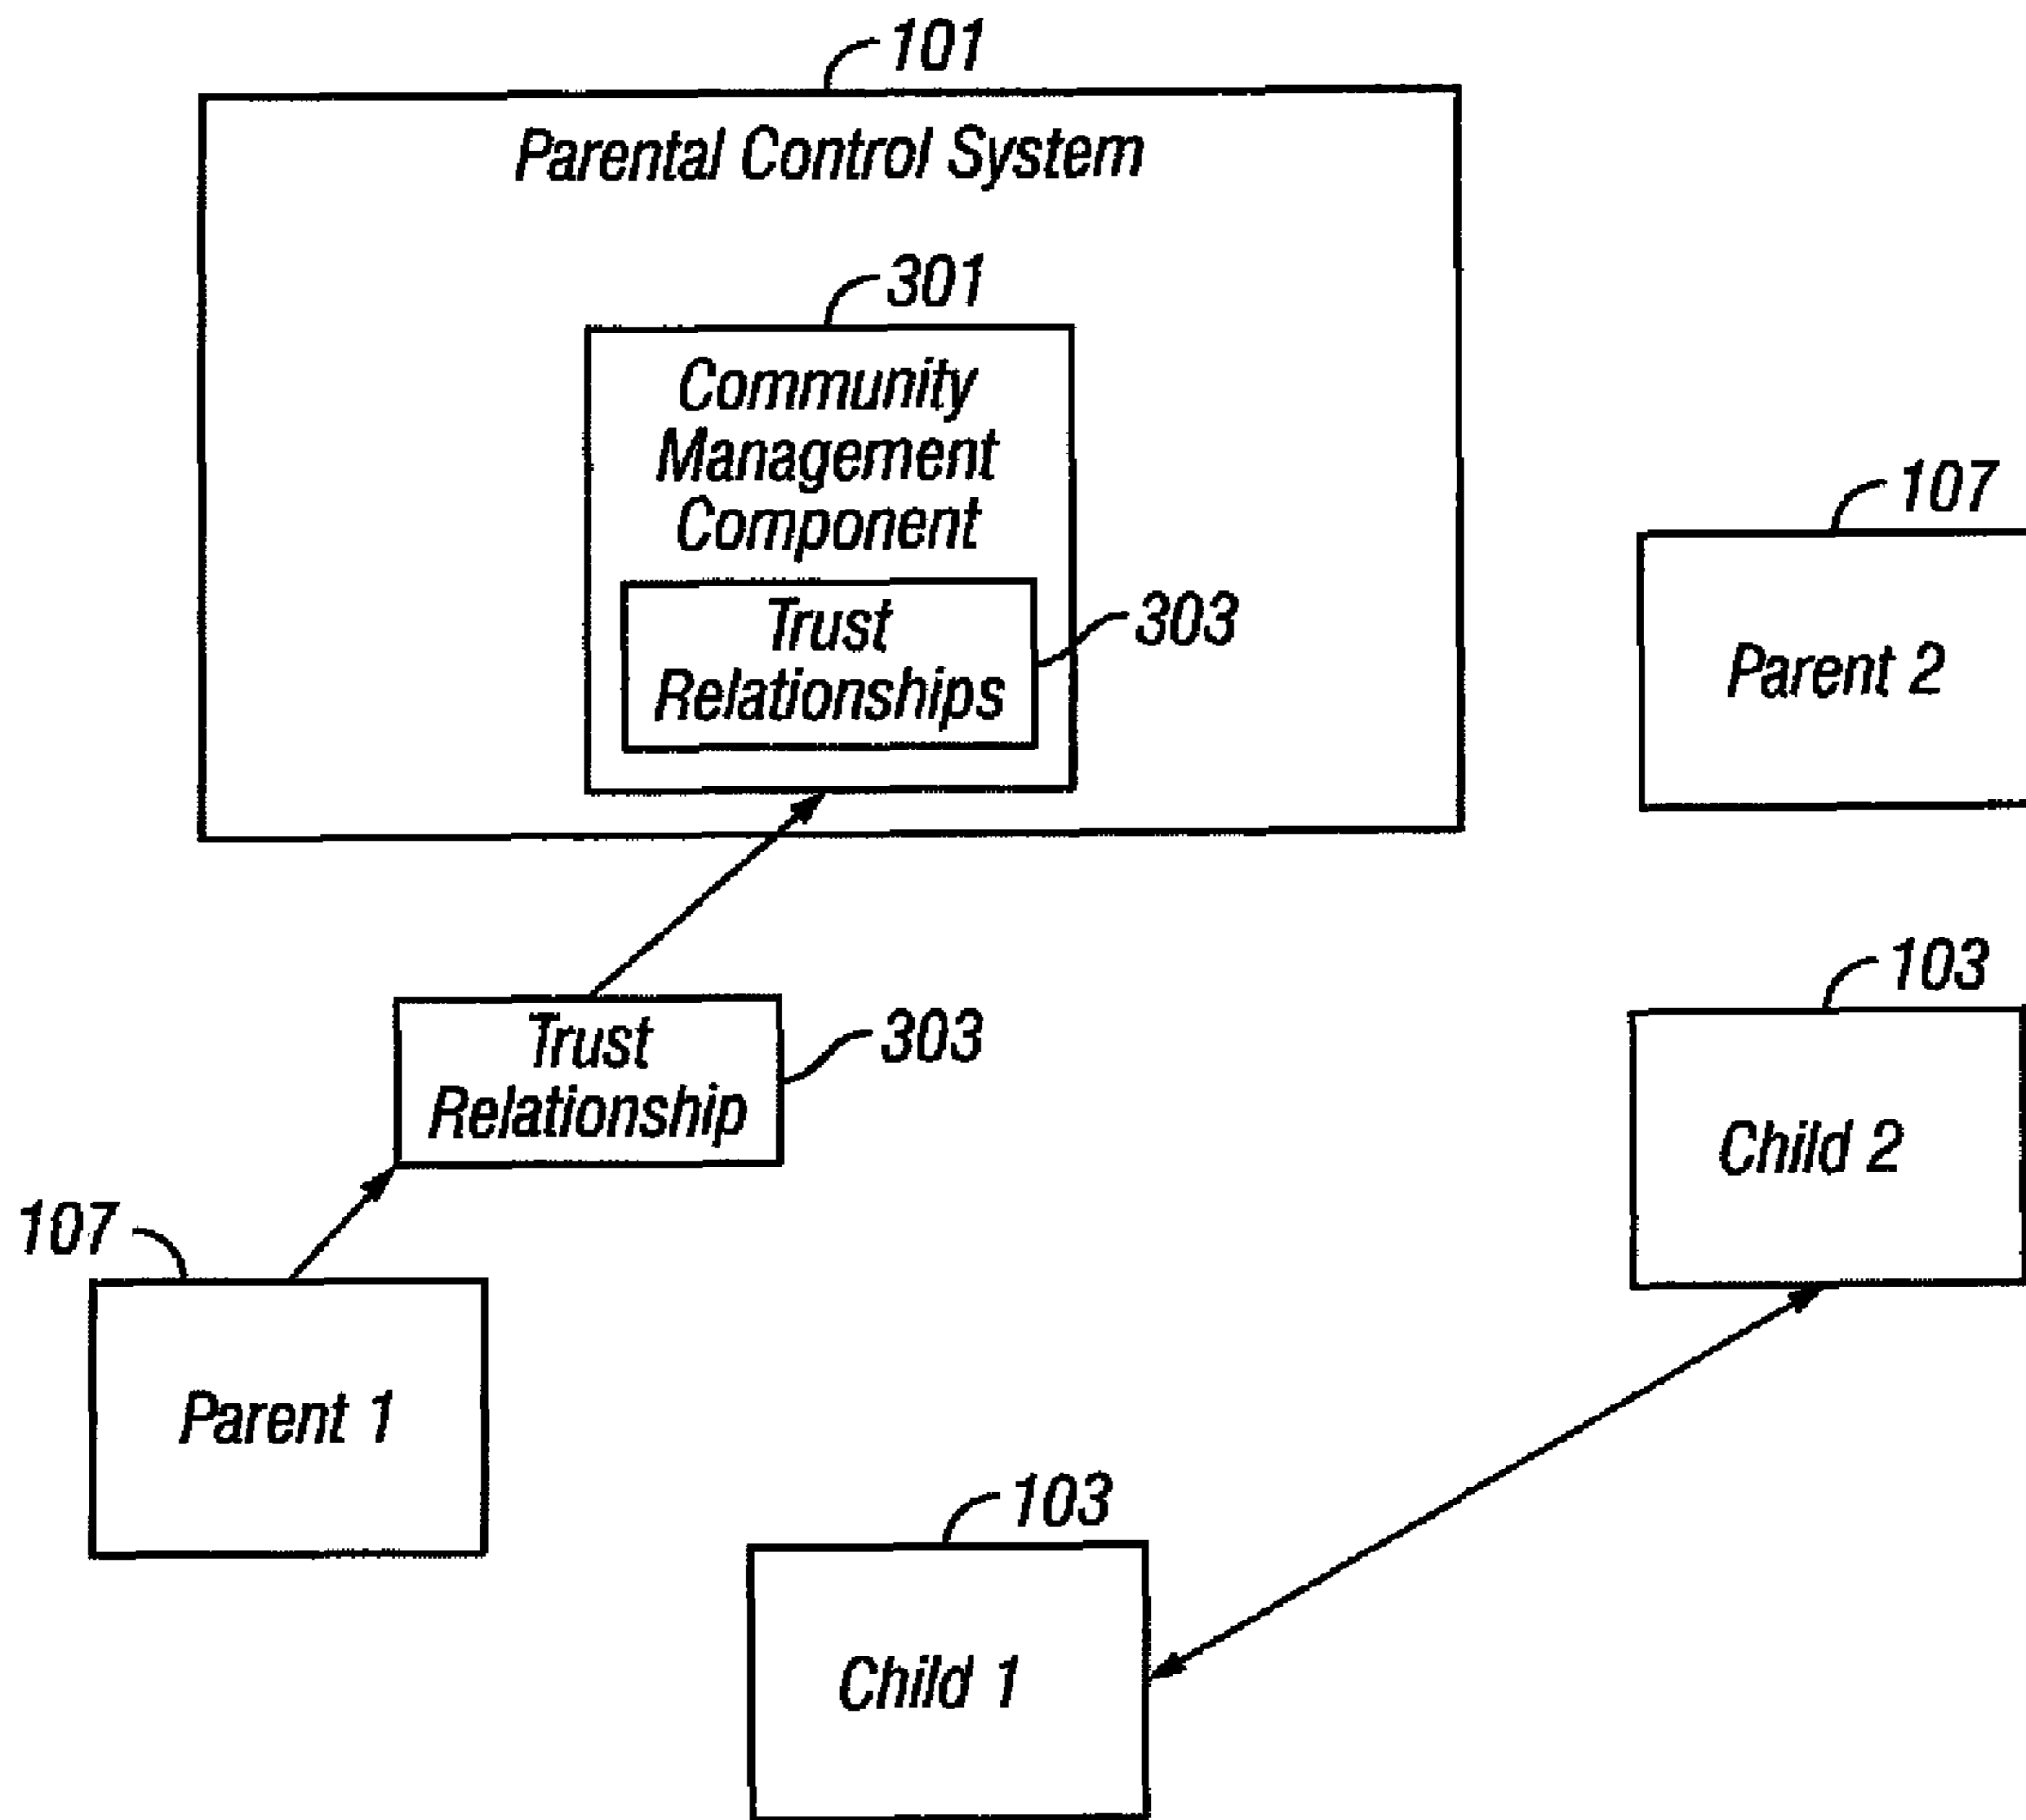 101
Parental Control System
301
Community
Management
Component
Trust
Relationships
303
107
Parent 2
103
Child 2
Trust
Relationship
303
107
Parent 1
103
Child 1